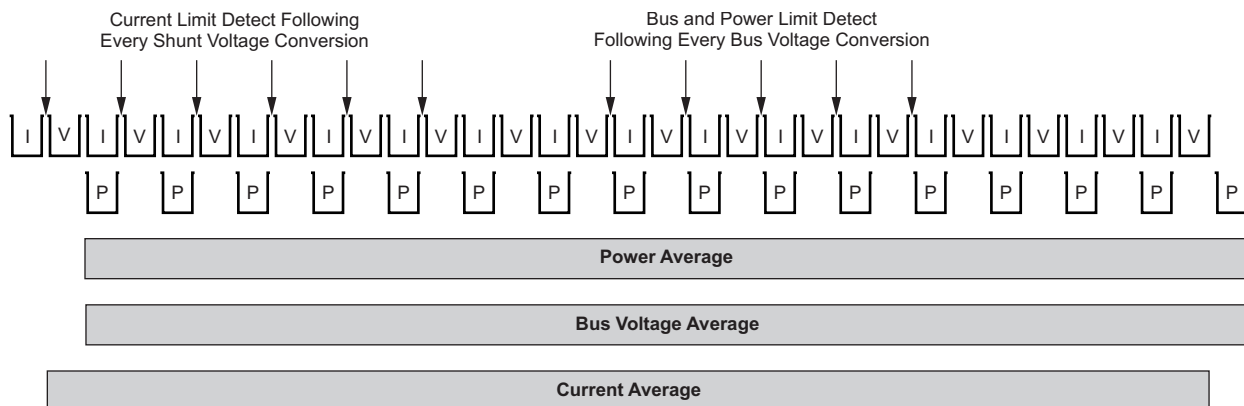 Current Limit Detect Following
Every Shunt Voltage Conversion
Bus and Power Limit Detect
Following Every Bus Voltage Conversion
I V I V I V I V I V I V I V I V I V I V I V I V I V I V I V I V
P P P P P P P P P P P P P P P P
Power Average
Bus Voltage Average
Current Average